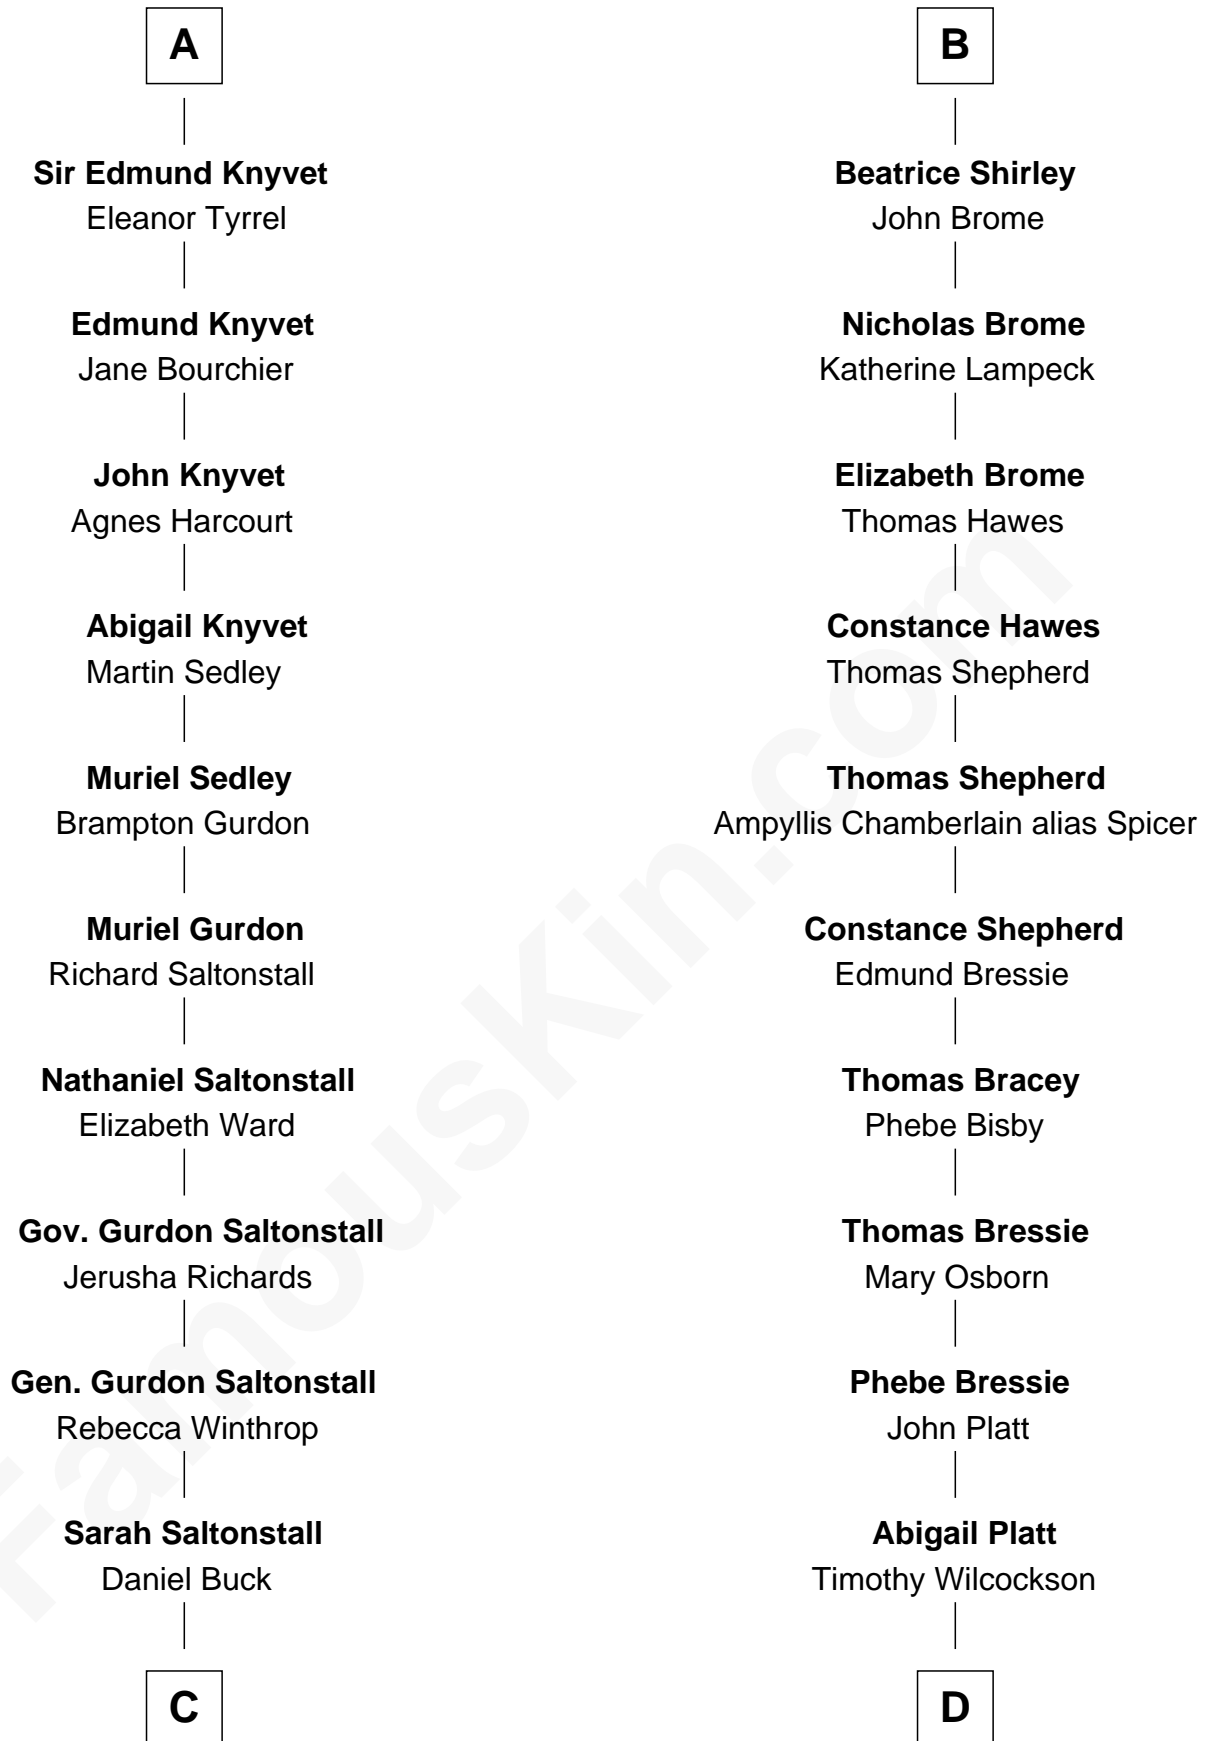 A
Sir Edmund Knyvet
Eleanor Tyrrel
Edmund Knyvet
Jane Bourchier
John Knyvet
Agnes Harcourt
Abigail Knyvet
Martin Sedley
Muriel Sedley
Brampton Gurdon
Muriel Gurdon
Richard Saltonstall
Nathaniel Saltonstall
Elizabeth Ward
Gov. Gurdon Saltonstall
Jerusha Richards
Gen. Gurdon Saltonstall
Rebecca Winthrop
Sarah Saltonstall
Daniel Buck
C
B
Beatrice Shirley
John Brome
Nicholas Brome
Katherine Lampeck
Elizabeth Brome
Thomas Hawes
Constance Hawes
Thomas Shepherd
Thomas Shepherd
Ampyllis Chamberlain alias Spicer
Constance Shepherd
Edmund Bressie
Thomas Bracey
Phebe Bisby
Thomas Bressie
Mary Osborn
Phebe Bressie
John Platt
Abigail Platt
Timothy Wilcockson
D
FamousKin.com